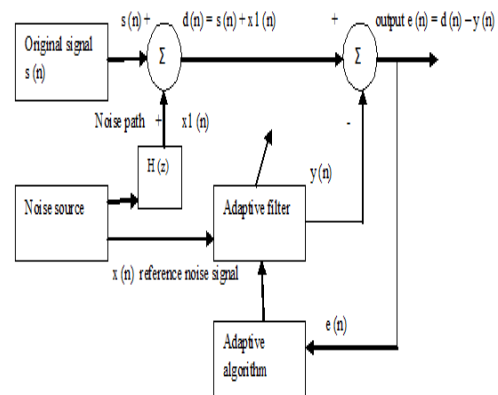 s (n) + d (n) = s (n) + x1 (n) + output e (n) = d (n) – y (n)
Original signal
s (n)
Σ
Σ
Noise path + x1 (n)
-
H (z)
y (n)
Noise source
Adaptive filter
x (n) reference noise signal
e (n)
Adaptive
algorithm